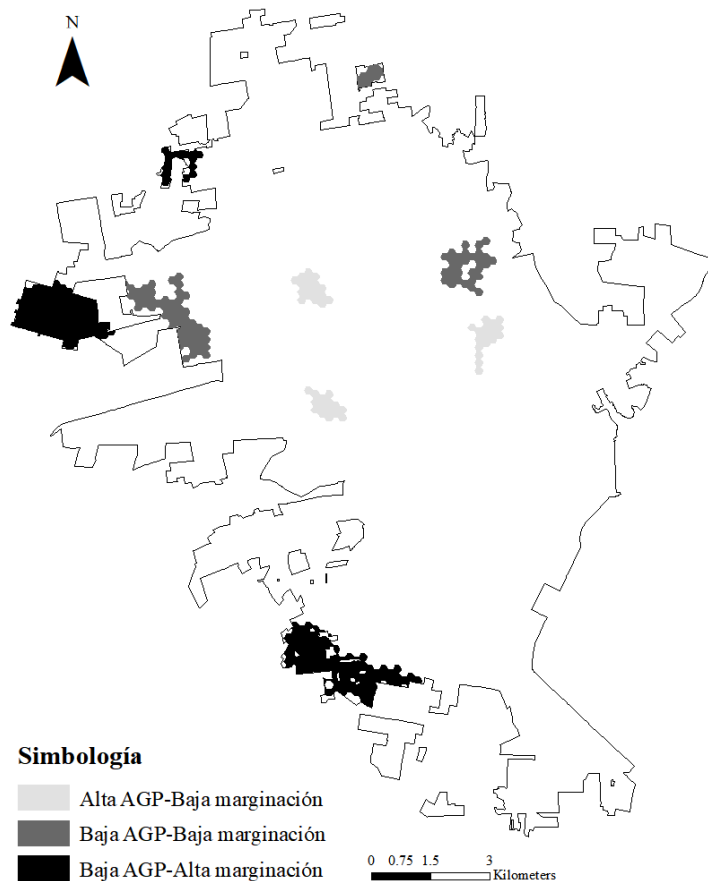 N
Simbología
Alta AGP-Baja marginación
Baja AGP-Baja marginación
Baja AGP-Alta marginación
0 0.75 1.5 3
Kilometers